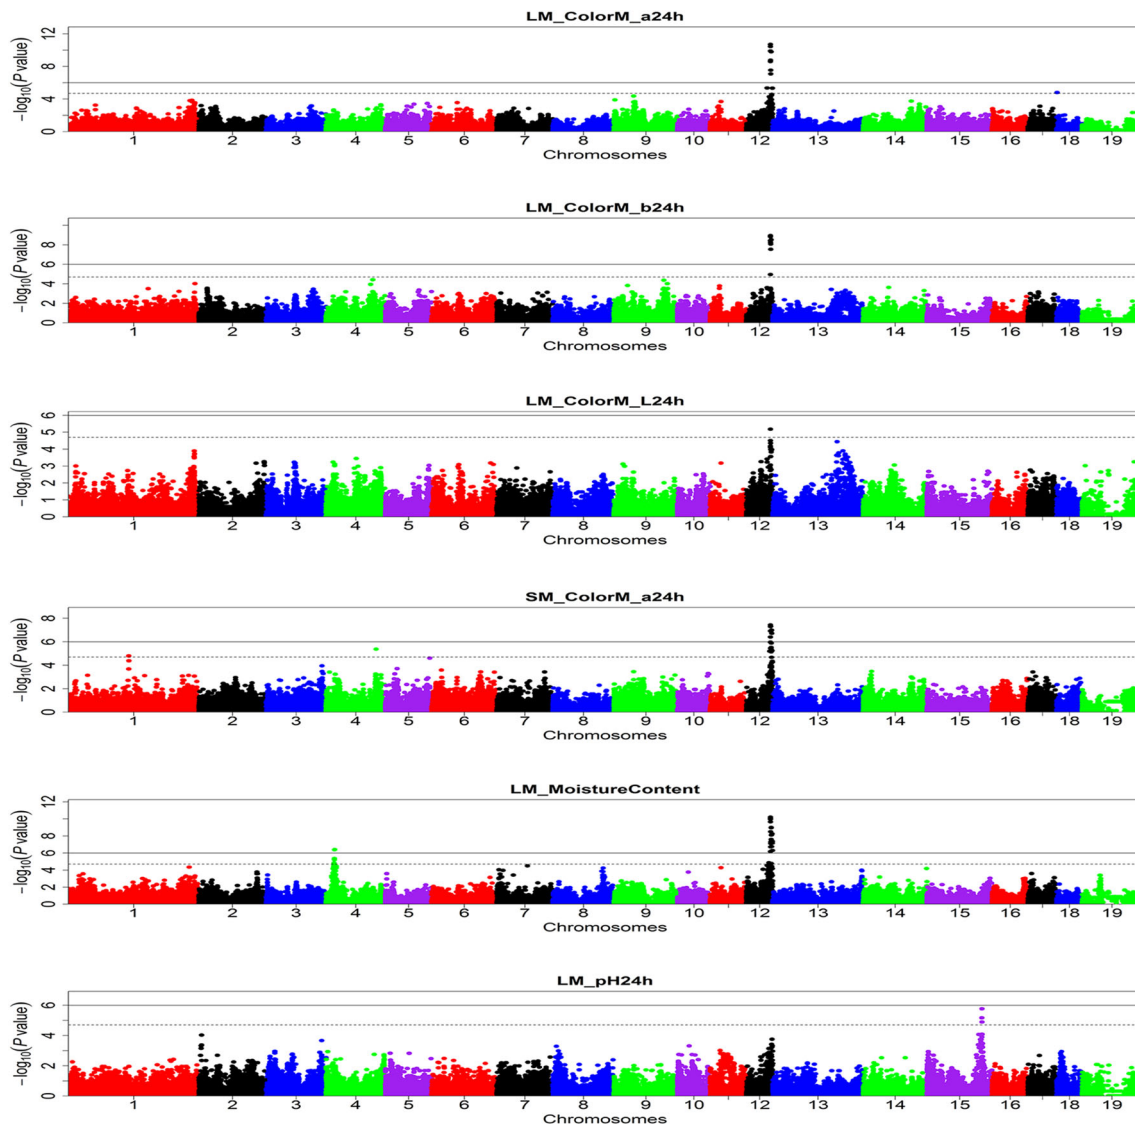 LM_ColorM_a24h
−log10(P value)
0 4 8 12
1 2 3 4 5 6 7 8 9 10 12 13 14 15 16 18 19
Chromosomes
LM_ColorM_b24h
−log10(P value)
0 2 4 6 8
1 2 3 4 5 6 7 8 9 10 12 13 14 15 16 18 19
Chromosomes
LM_ColorM_L24h
−log10(P value)
0 1 2 3 4 5 6
1 2 3 4 5 6 7 8 9 10 12 13 14 15 16 18 19
Chromosomes
SM_ColorM_a24h
−log10(P value)
0 2 4 6 8
1 2 3 4 5 6 7 8 9 10 12 13 14 15 16 18 19
Chromosomes
LM_MoistureContent
−log10(P value)
0 2 4 6 8 12
1 2 3 4 5 6 7 8 9 10 12 13 14 15 16 18 19
Chromosomes
LM_pH24h
−log10(P value)
0 2 4 6
1 2 3 4 5 6 7 8 9 10 12 13 14 15 16 18 19
Chromosomes